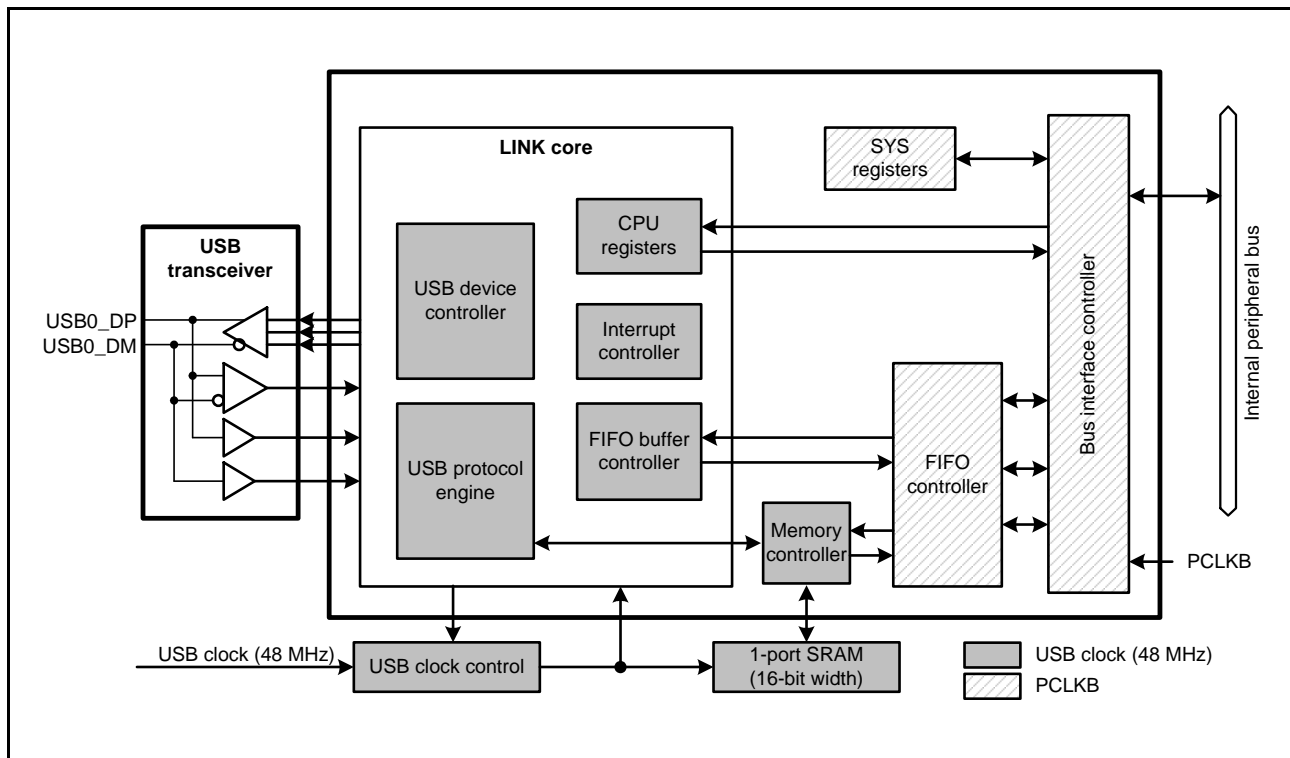 LINK core
SYS
registers
CPU
registers
USB
transceiver
USB device
controller
Interrupt
controller
USB0_DP
USB0_DM
Bus interface controller
Internal peripheral bus
FIFO buffer
controller
USB protocol
engine
FIFO
controller
Memory
controller
PCLKB
USB clock (48 MHz)
USB clock control
1-port SRAM
(16-bit width)
USB clock (48 MHz)
PCLKB